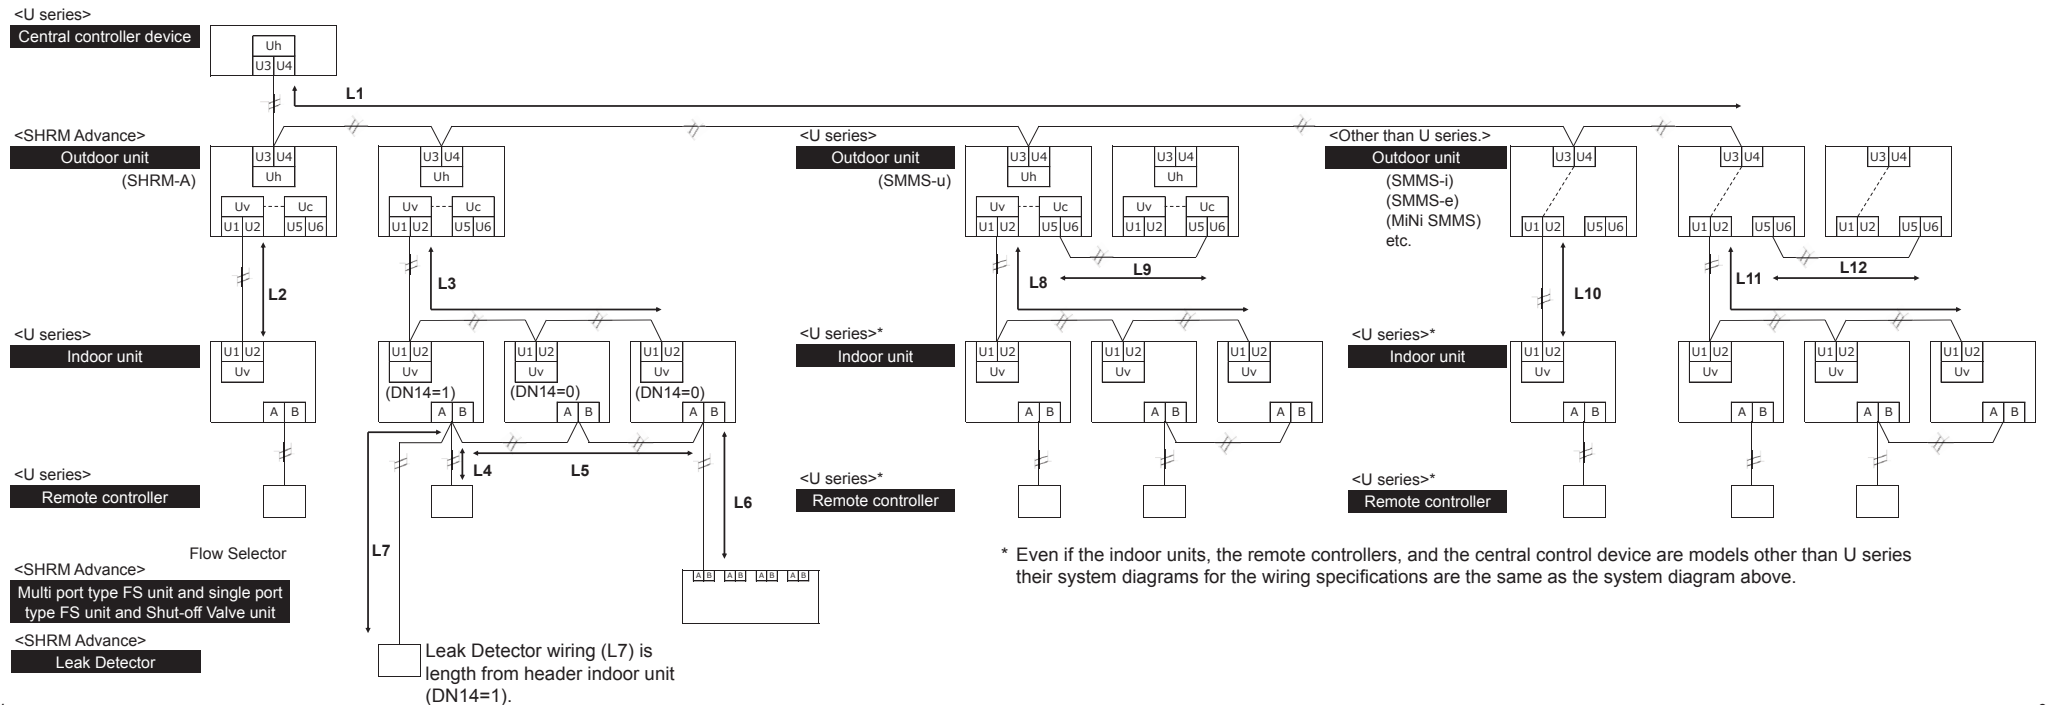 <U series>
Central controller device
Uh
U3 U4
L1
<SHRM Advance>
Outdoor unit
(SHRM-A)
U3 U4
Uh
Uv Uc
U1 U2 U5 U6
U3 U4
Uh
Uv Uc
U1 U2 U5 U6
<U series>
Outdoor unit
(SMMS-u)
U3 U4
Uh
Uv Uc
U1 U2 U5 U6
U3 U4
Uh
Uv Uc
U1 U2 U5 U6
<Other than U series.>
Outdoor unit
(SMMS-i)
(SMMS-e)
(MiNi SMMS)
etc.
U3 U4
U1 U2 U5 U6
U3 U4
U1 U2 U5 U6
U3 U4
U1 U2 U5 U6
L2
L3
L8
L9
L10
L11
L12
<U series>
Indoor unit
U1 U2
Uv
A B
U1 U2
Uv
(DN14=1)
A B
U1 U2
Uv
(DN14=0)
A B
U1 U2
Uv
(DN14=0)
A B
<U series>*
Indoor unit
U1 U2
Uv
A B
U1 U2
Uv
A B
U1 U2
Uv
A B
<U series>*
Indoor unit
U1 U2
Uv
A B
U1 U2
Uv
A B
U1 U2
Uv
A B
U1 U2
Uv
A B
L4
L5
L6
L7
<U series>
Remote controller
<U series>*
Remote controller
<U series>*
Remote controller
Flow Selector
<SHRM Advance>
Multi port type FS unit and single port
type FS unit and Shut-off Valve unit
A B A B A B A B
<SHRM Advance>
Leak Detector
Leak Detector wiring (L7) is
length from header indoor unit
(DN14=1).
* Even if the indoor units, the remote controllers, and the central control device are models other than U series
their system diagrams for the wiring specifications are the same as the system diagram above.